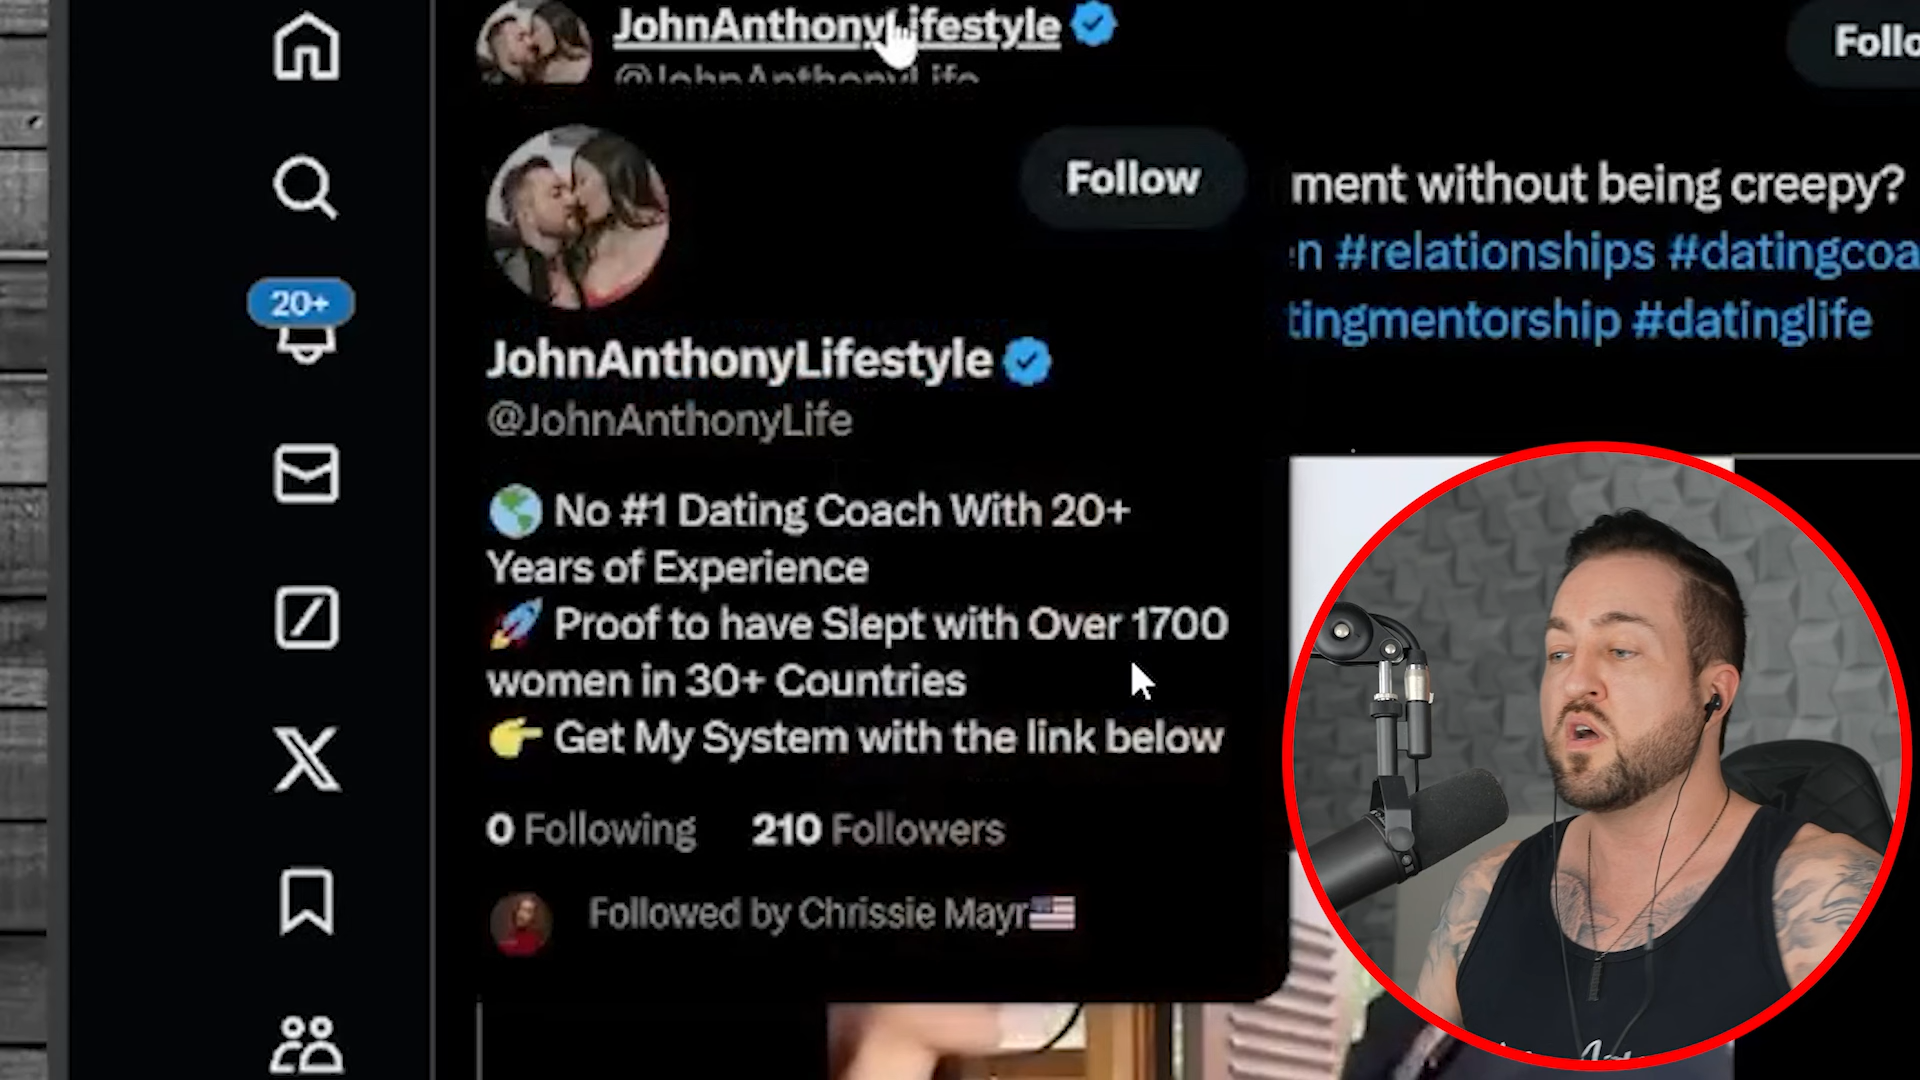 JohnAnthonyLifestyle
@JohnAnthonyLife
Follow
ment without being creepy?
#relationships
tingmentorship #datinglife
20+
JohnAnthonyLifestyle
@JohnAnthonyLife
No #1 Dating Coach With 20+
Years of Experience
Proof to have Slept with Over 1700
women in 30+ Countries
Get My System with the link below
0 Following 210 Followers
Followed by Chrissie Mayr